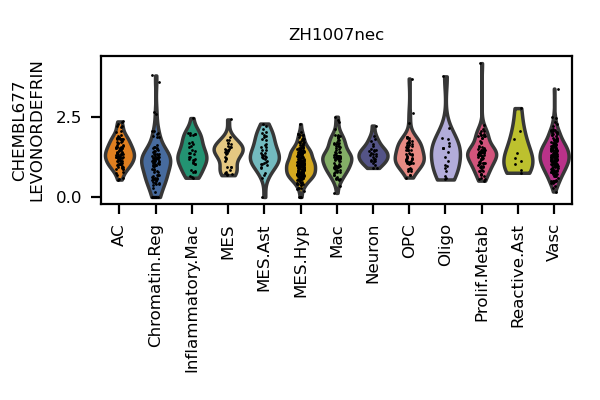 ZH1007nec
CHEMBL677
LEVONORDEFRIN
2.5
0.0
AC
Chromatin.Reg
Inflammatory.Mac
MES
MES.Ast
MES.Hyp
Mac
Neuron
OPC
Oligo
Prolif.Metab
Reactive.Ast
Vasc